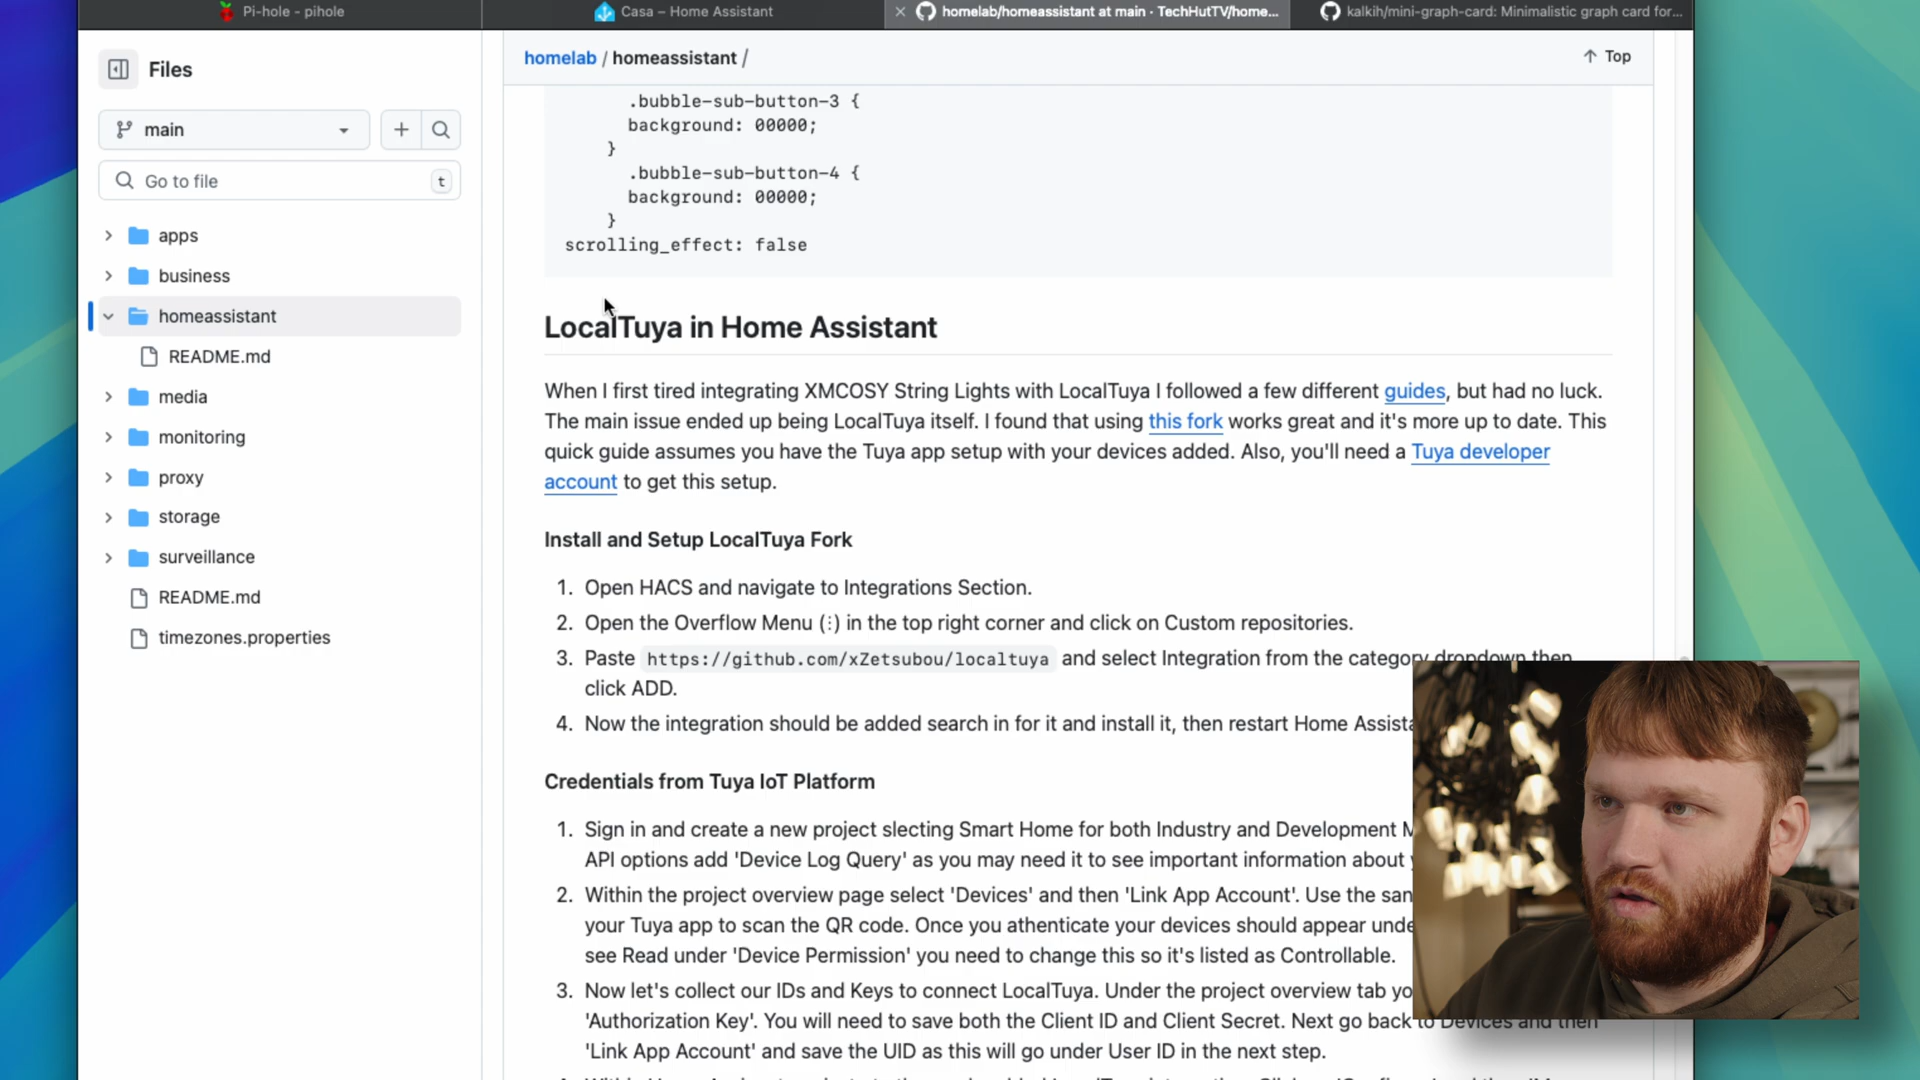 Pi-hole - pihole
Casa – Home Assistant
homelab/homeassistant at main · TechHutTV/home...
kalkih/mini-graph-card: Minimalistic graph card for...
Files
homelab / homeassistant /
Top
main
Go to file
t
apps
business
homeassistant
README.md
media
monitoring
proxy
storage
surveillance
README.md
timezones.properties
.bubble-sub-button-3 {
background: 00000;
}
.bubble-sub-button-4 {
background: 00000;
}
scrolling_effect: false
LocalTuya in Home Assistant
When I first tired integrating XMCOSY String Lights with LocalTuya I followed a few different guides, but had no luck.
The main issue ended up being LocalTuya itself. I found that using this fork works great and it's more up to date. This
quick guide assumes you have the Tuya app setup with your devices added. Also, you'll need a Tuya developer
account to get this setup.
Install and Setup LocalTuya Fork
1. Open HACS and navigate to Integrations Section.
2. Open the Overflow Menu (⋮) in the top right corner and click on Custom repositories.
3. Paste https://github.com/xZetsubou/localtuya and select Integration from the category dropdown then
click ADD.
4. Now the integration should be added search in for it and install it, then restart Home
Credentials from Tuya IoT Platform
1. Sign in and create a new project slecting Smart Home for both Industry and Development
API options add 'Device Log Query' as you may need it to see important information about
2. Within the project overview page select 'Devices' and then 'Link App Account'. Use the
your Tuya app to scan the QR code. Once you athenticate your devices should appear
see Read under 'Device Permission' you need to change this so it's listed as Controllable.
3. Now let's collect our IDs and Keys to connect LocalTuya. Under the project overview tab
'Authorization Key'. You will need to save both the Client ID and Client Secret. Next go back to Devices and then
'Link App Account' and save the UID as this will go under User ID in the next step.